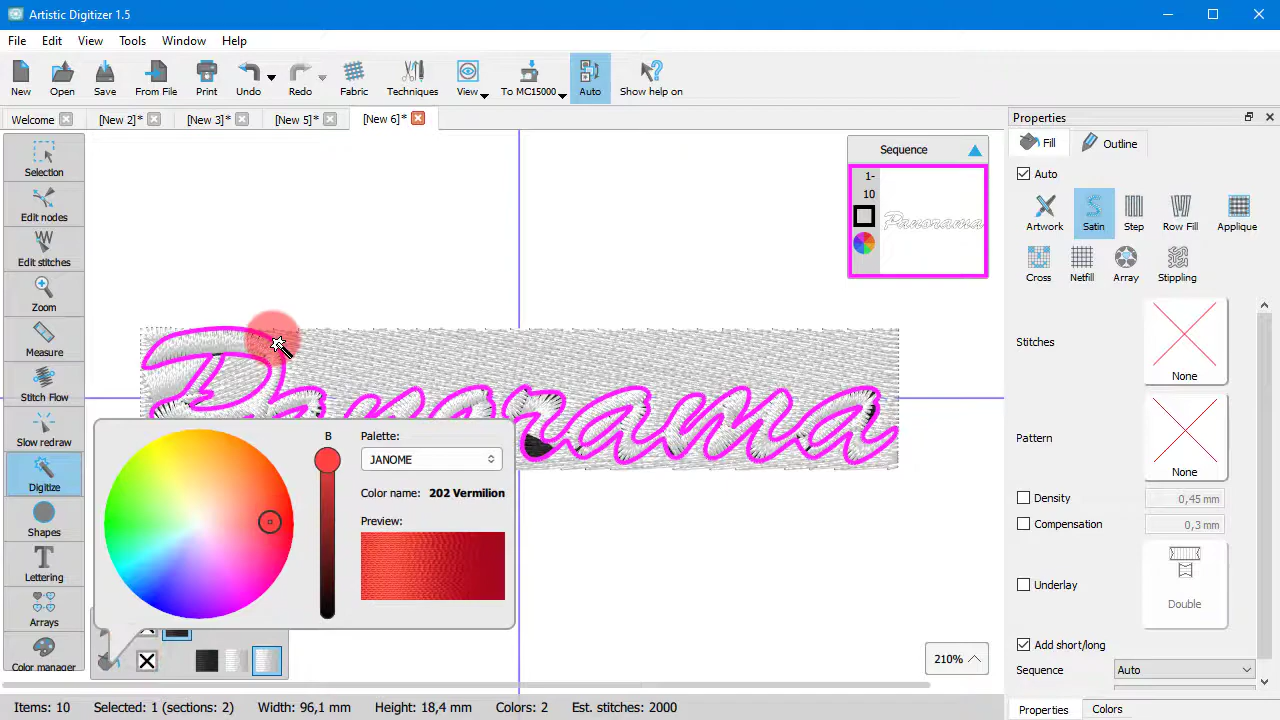 Artistic Digitizer 1.5
File Edit View Tools Window Help
New Open Save From File Print Undo Redo Fabric Techniques View To MC15000 Auto Show help on
Welcome [New 2]* [New 3]* [New 5]* [New 6]*
Properties
Fill Outline
Auto
Artwork Satin Step Row Fill Applique
Cross Netfill Array Stippling
Stitches
None
Pattern
None
Density 0,45 mm
Compensation 0,3 mm
Underlay
Double
Add short/long
Sequence Auto
Properties Colors
Selection
Edit nodes
Edit stitches
Zoom
Measure
Stitch Flow
Slow redraw
Digitize
Shapes
Lettering
Arrays
Color manager
Sequence
1-
10
Panorama
Panorama
B
Palette:
JANOME
Color name: 202 Vermilion
Preview:
210%
Items: 10 Selected: 1 (sections: 2) Width: 96,1 mm Height: 18,4 mm Colors: 2 Est. stitches: 2000